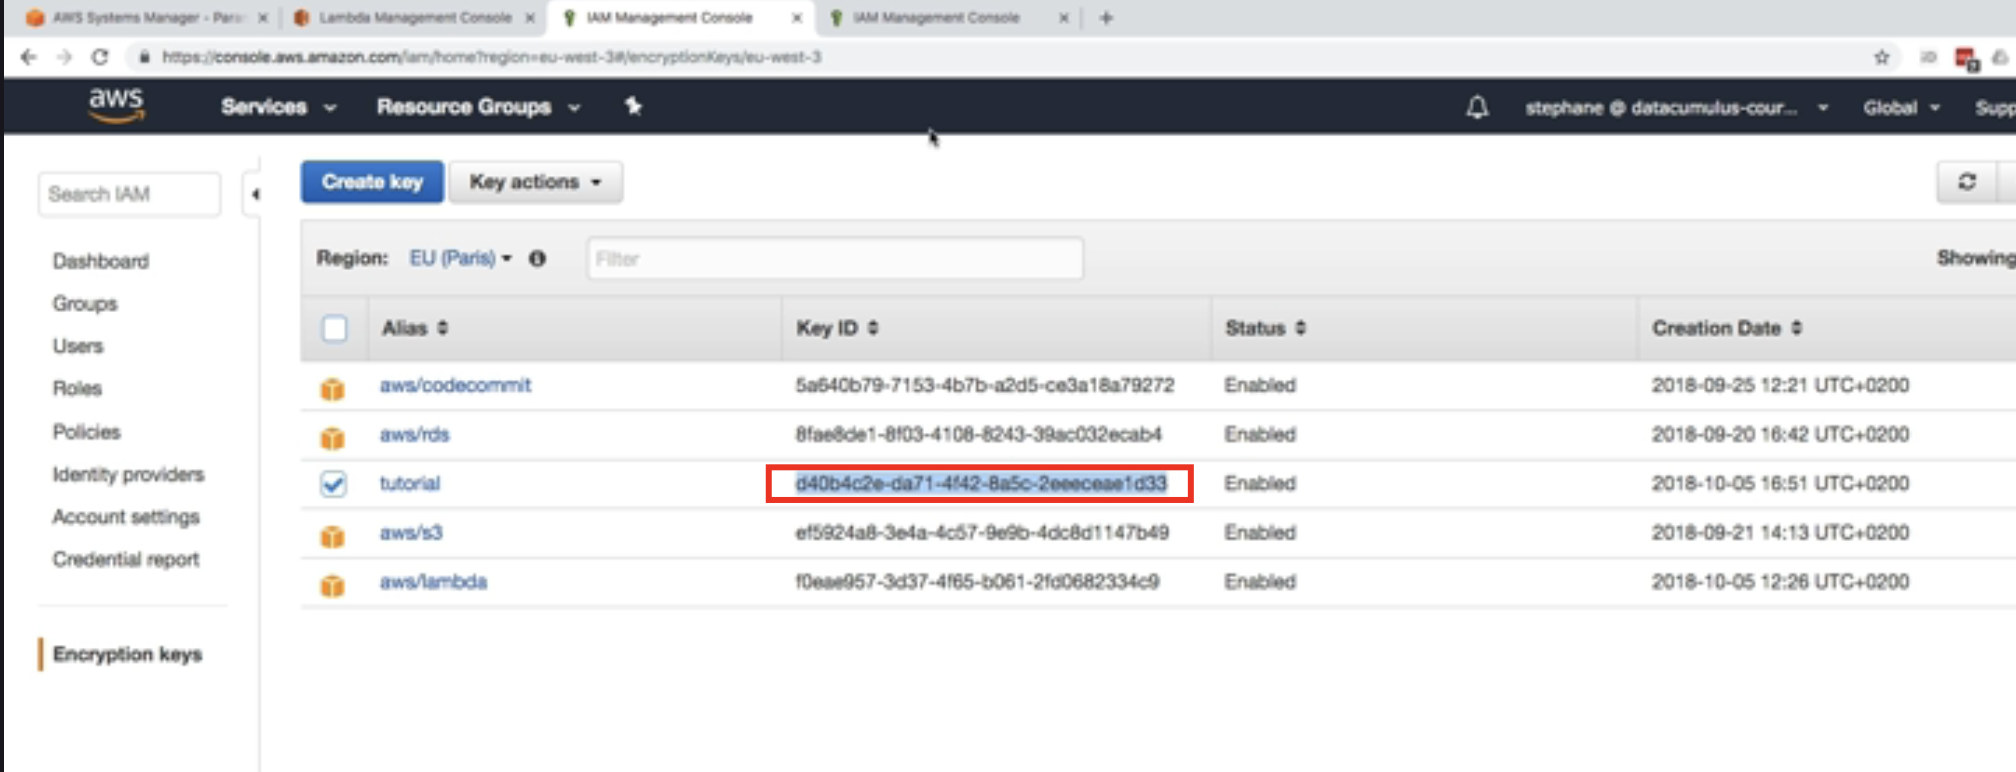 AWS Systems Manager - Para
Lambda Management Console
IAM Management Console
IAM Management Console
https://console.aws.amazon.com/iam/home?region=eu-west-3#/encryptionKeys/eu-west-3
aws
Services
Resource Groups
stephane @ datacumulus-cour...
Global
Supp
Search IAM
Dashboard
Groups
Users
Roles
Policies
Identity providers
Account settings
Credential report
Encryption keys
Create key
Key actions
Region: EU (Paris)
Filter
Showing
Alias Key ID Status Creation Date
aws/codecommit 5a640b79-7153-4b7b-a2d5-ce3a18a79272 Enabled 2018-09-25 12:21 UTC+0200
aws/rds 8fae8de1-8f03-4108-8243-39ac032ecab4 Enabled 2018-09-20 16:42 UTC+0200
tutorial d40b4c2e-da71-4f42-8a5c-2eeeceae1d33 Enabled 2018-10-05 16:51 UTC+0200
aws/s3 ef5924a8-3e4a-4c57-9e9b-4dc8d1147b49 Enabled 2018-09-21 14:13 UTC+0200
aws/lambda f0eae957-3d37-4f65-b061-2fd0682334c9 Enabled 2018-10-05 12:26 UTC+0200